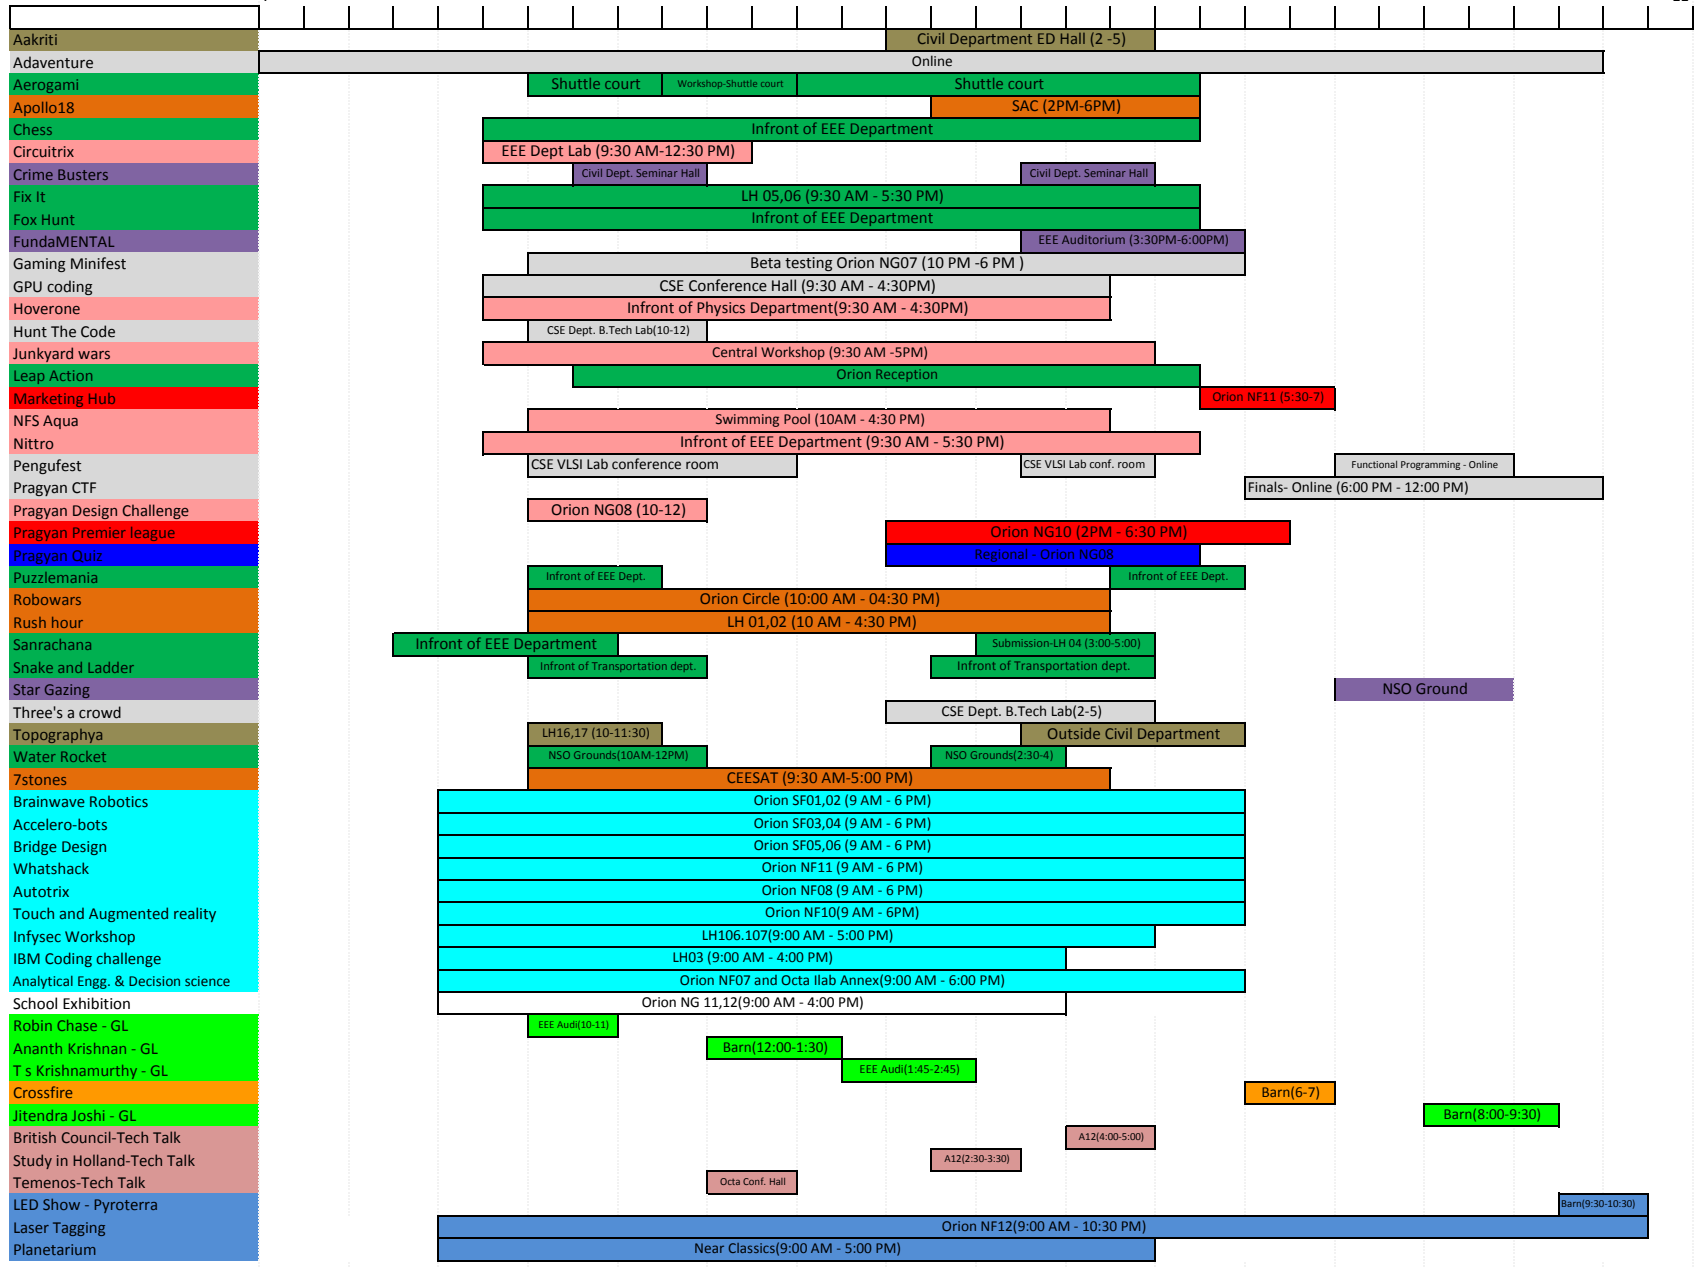 Aakriti Civil Department ED Hall (2 -5)
Adaventure Online
Aerogami Shuttle court Workshop-Shuttle court Shuttle court
Apollo18 SAC (2PM-6PM)
Chess Infront of EEE Department
Circuitrix EEE Dept Lab (9:30 AM-12:30 PM)
Crime Busters Civil Dept. Seminar Hall Civil Dept. Seminar Hall
Fix It LH 05,06 (9:30 AM - 5:30 PM)
Fox Hunt Infront of EEE Department
FundaMENTAL EEE Auditorium (3:30PM-6:00PM)
Gaming Minifest Beta testing Orion NG07 (10 PM -6 PM )
GPU coding CSE Conference Hall (9:30 AM - 4:30PM)
Hoverone Infront of Physics Department(9:30 AM - 4:30PM)
Hunt The Code CSE Dept. B.Tech Lab(10-12)
Junkyard wars Central Workshop (9:30 AM -5PM)
Leap Action Orion Reception
Marketing Hub Orion NF11 (5:30-7)
NFS Aqua Swimming Pool (10AM - 4:30 PM)
Nittro Infront of EEE Department (9:30 AM - 5:30 PM)
Pengufest CSE VLSI Lab conference room CSE VLSI Lab conf. room Functional Programming - Online
Pragyan CTF Finals- Online (6:00 PM - 12:00 PM)
Pragyan Design Challenge Orion NG08 (10-12)
Pragyan Premier league Orion NG10 (2PM - 6:30 PM)
Pragyan Quiz Regional - Orion NG08
Puzzlemania Infront of EEE Dept. Infront of EEE Dept.
Robowars Orion Circle (10:00 AM - 04:30 PM)
Rush hour LH 01,02 (10 AM - 4:30 PM)
Sanrachana Infront of EEE Department Submission-LH 04 (3:00-5:00)
Snake and Ladder Infront of Transportation dept. Infront of Transportation dept.
Star Gazing NSO Ground
Three's a crowd CSE Dept. B.Tech Lab(2-5)
Topographya LH16,17 (10-11:30) Outside Civil Department
Water Rocket NSO Grounds(10AM-12PM) NSO Grounds(2:30-4)
7stones CEESAT (9:30 AM-5:00 PM)
Brainwave Robotics Orion SF01,02 (9 AM - 6 PM)
Accelero-bots Orion SF03,04 (9 AM - 6 PM)
Bridge Design Orion SF05,06 (9 AM - 6 PM)
Whatshack Orion NF11 (9 AM - 6 PM)
Autotrix Orion NF08 (9 AM - 6 PM)
Touch and Augmented reality Orion NF10(9 AM - 6PM)
Infysec Workshop LH106.107(9:00 AM - 5:00 PM)
IBM Coding challenge LH03 (9:00 AM - 4:00 PM)
Analytical Engg. & Decision science Orion NF07 and Octa Ilab Annex(9:00 AM - 6:00 PM)
School Exhibition Orion NG 11,12(9:00 AM - 4:00 PM)
Robin Chase - GL EEE Audi(10-11)
Ananth Krishnan - GL Barn(12:00-1:30)
T s Krishnamurthy - GL EEE Audi(1:45-2:45)
Crossfire Barn(6-7)
Jitendra Joshi - GL Barn(8:00-9:30)
British Council-Tech Talk A12(4:00-5:00)
Study in Holland-Tech Talk A12(2:30-3:30)
Temenos-Tech Talk Octa Conf. Hall
LED Show - Pyroterra Barn(9:30-10:30)
Laser Tagging Orion NF12(9:00 AM - 10:30 PM)
Planetarium Near Classics(9:00 AM - 5:00 PM)